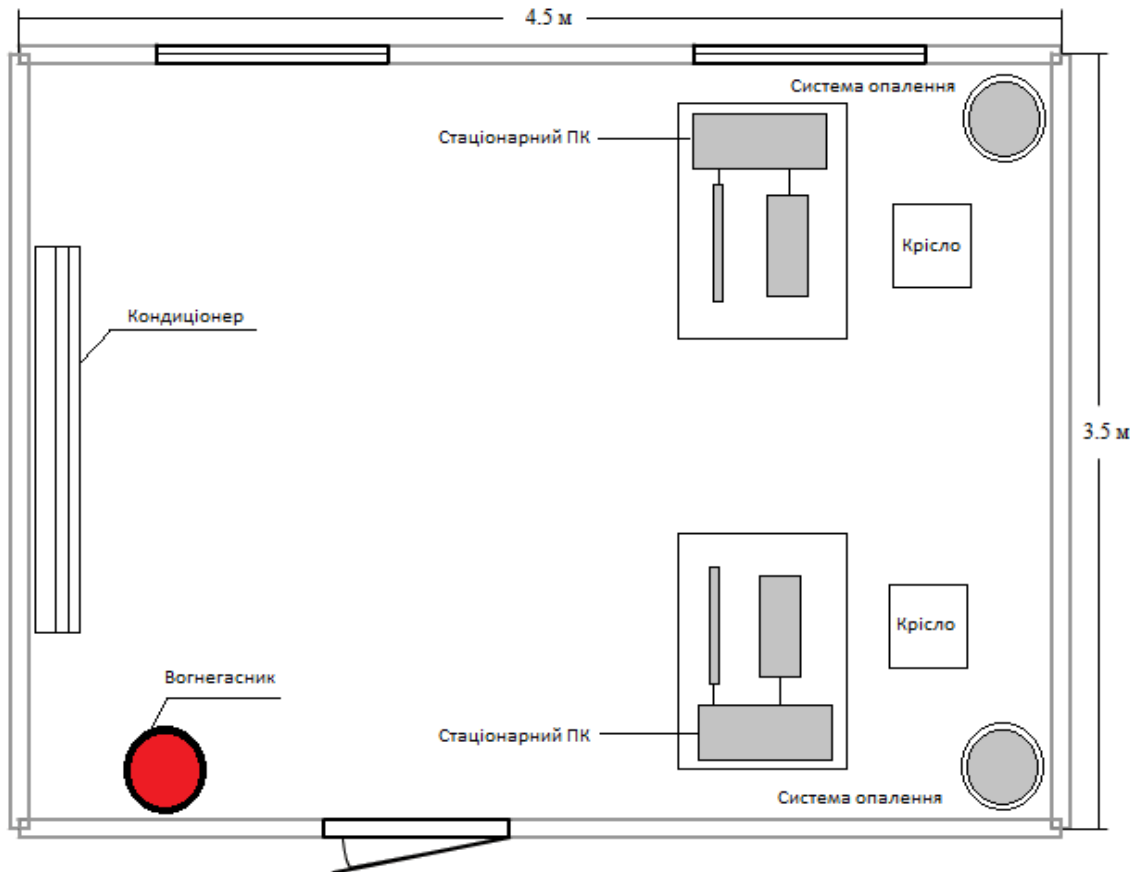 4.5 м
Система опалення
Стаціонарний ПК
Крісло
Кондиціонер
3.5 м
Крісло
Вогнегасник
Стаціонарний ПК
Система опалення